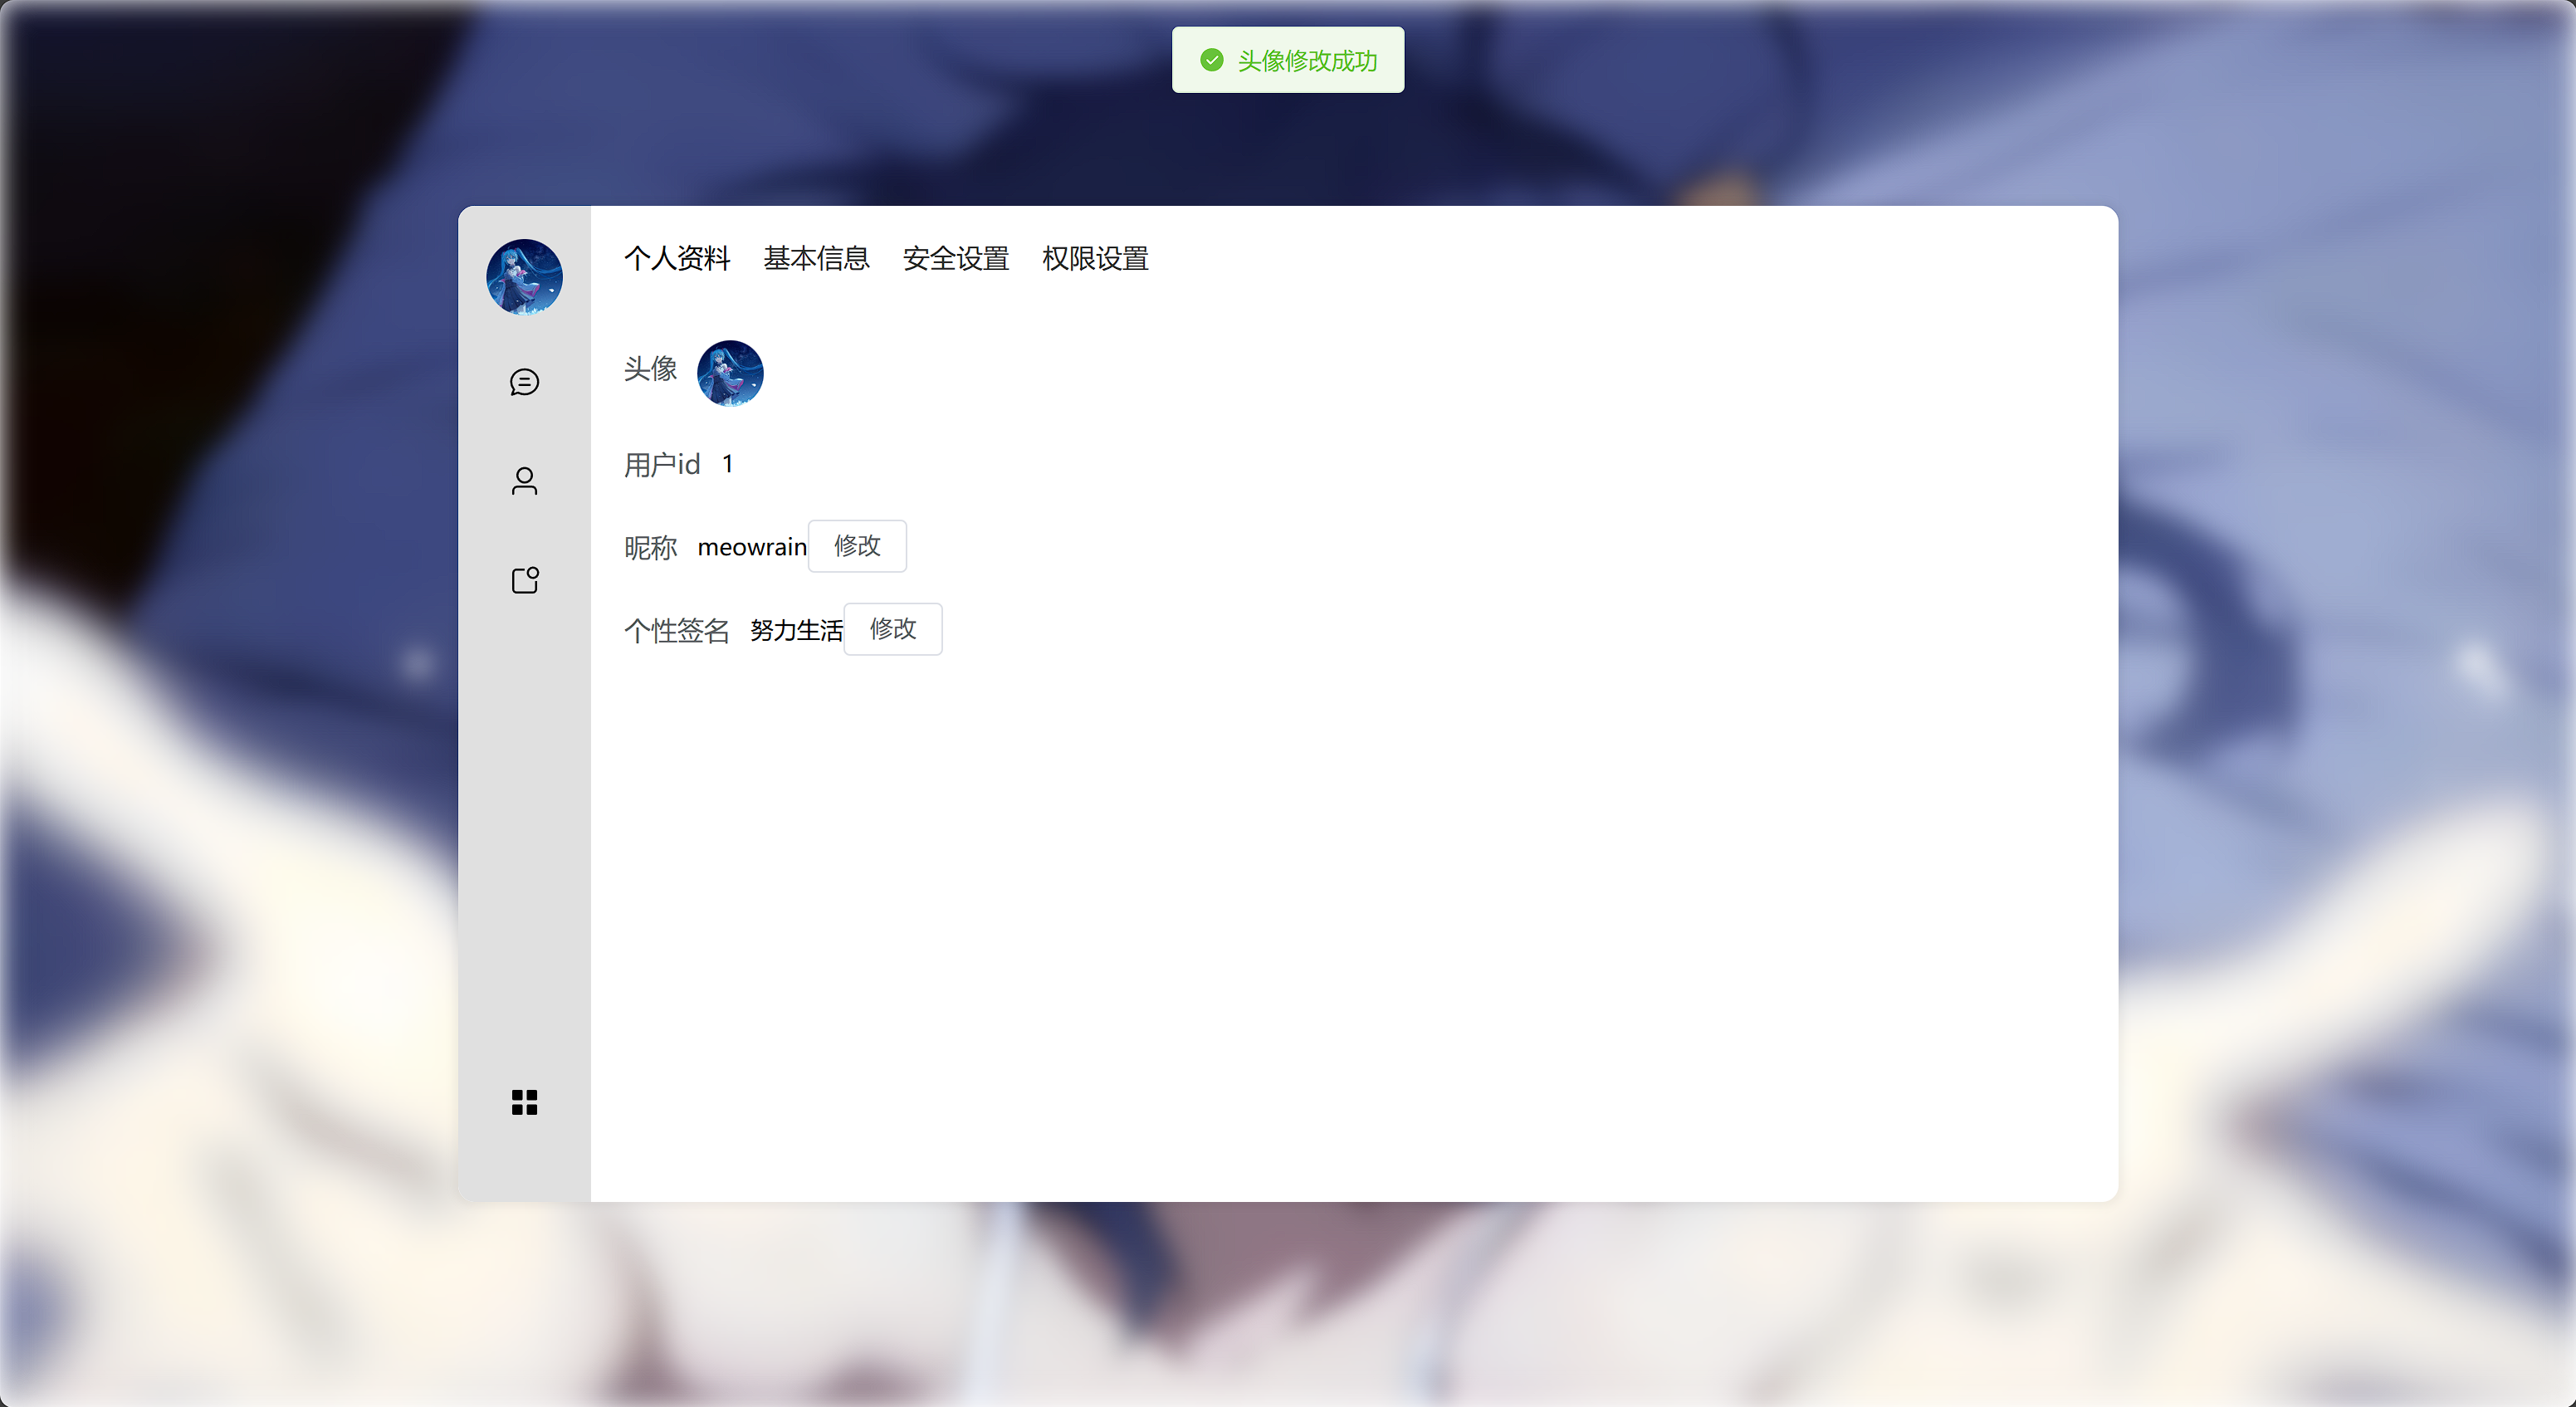 头像修改成功
个人资料 基本信息 安全设置 权限设置
头像
用户id 1
昵称 meowrain 修改
个性签名 努力生活 修改